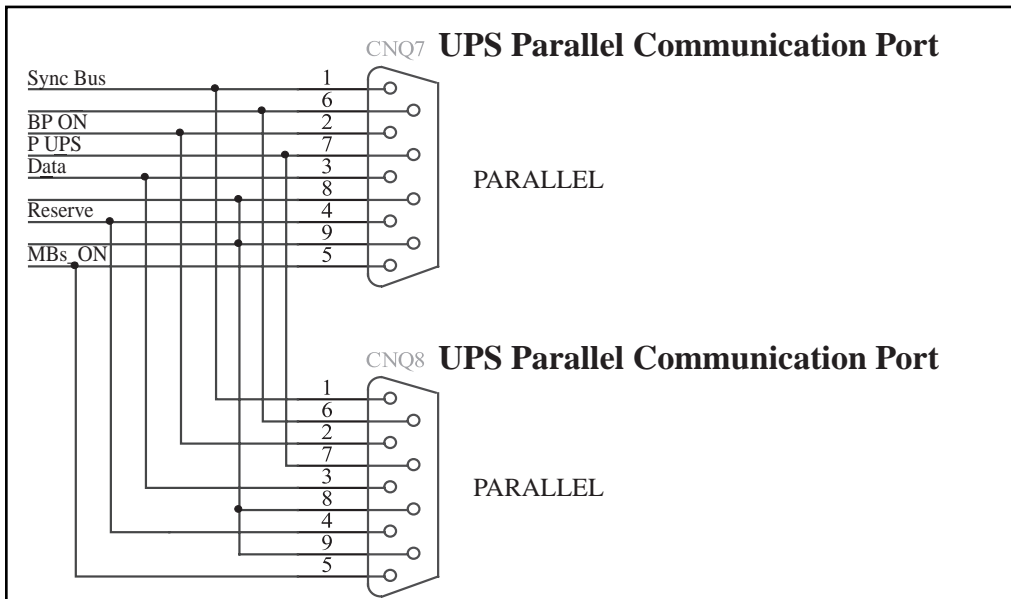 CNQ7 UPS Parallel Communication Port
Sync Bus 1
6
BP ON 2
P UPS 7
Data 3
PARALLEL
8
Reserve 4
9
MBs_ON 5
CNQ8 UPS Parallel Communication Port
1
6
2
7
3
PARALLEL
8
4
9
5